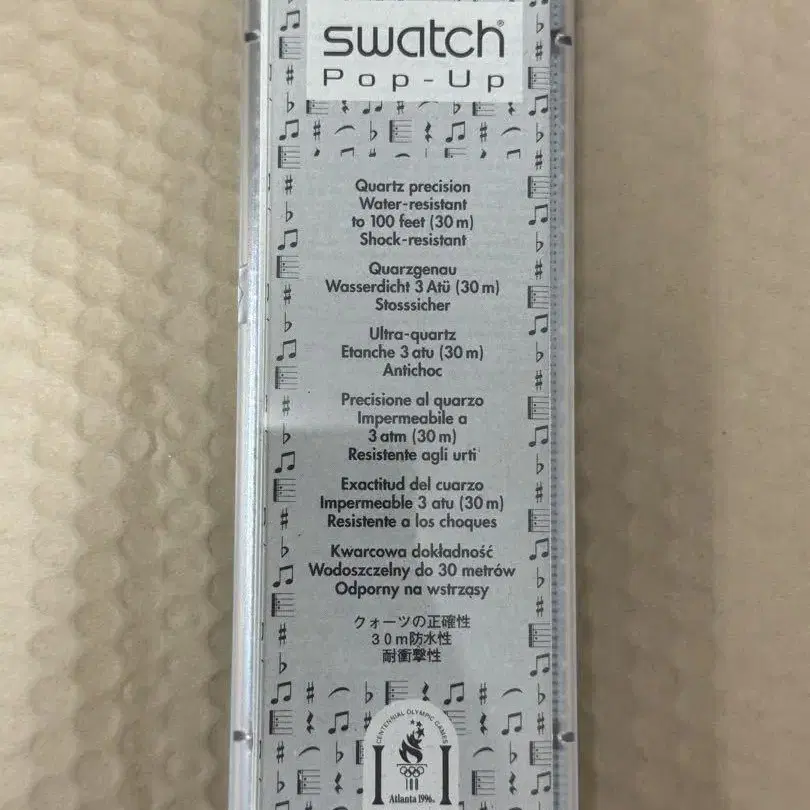 swatch®
Pop-Up
Quartz precision
Water-resistant
to 100 feet (30 m)
Shock-resistant
Quarzgenau
Wasserdicht 3 Atü (30 m)
Stosssicher
Ultra-quartz
Etanche 3 atu (30 m)
Antichoc
Precisione al quarzo
Impermeabile a
3 atm (30 m)
Resistente agli urti
Exactitud del cuarzo
Impermeable 3 atu (30 m)
Resistente a los choques
Kwarcowa dokładność
Wodoszczelny do 30 metrów
Odporny na wstrząsy
クォーツの正確性
30m防水性
耐衝撃性
CENTENNIAL OLYMPIC GAMES
Atlanta 1996